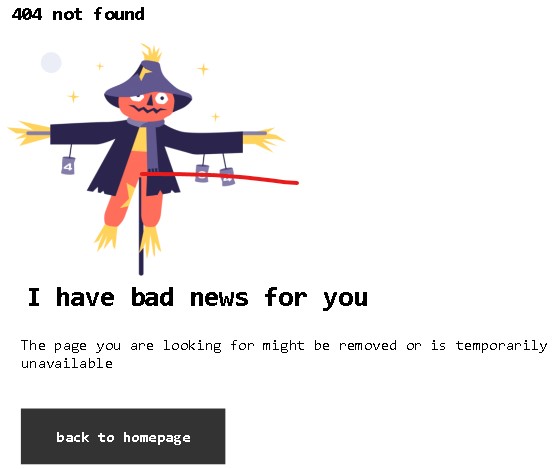 404 not found
4
I have bad news for you
The page you are looking for might be removed or is temporarily
unavailable
back to homepage